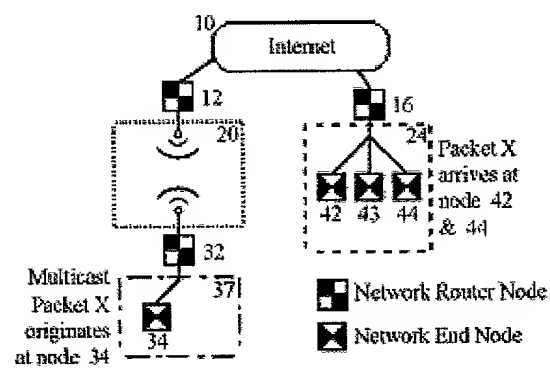 10
Internet
12
16
20
24
Packet X
arrives at
node 42
& 44
42 43 44
32
Multicast
Packet X
originates
at node 34
37
34
Network Router Node
Network End Node